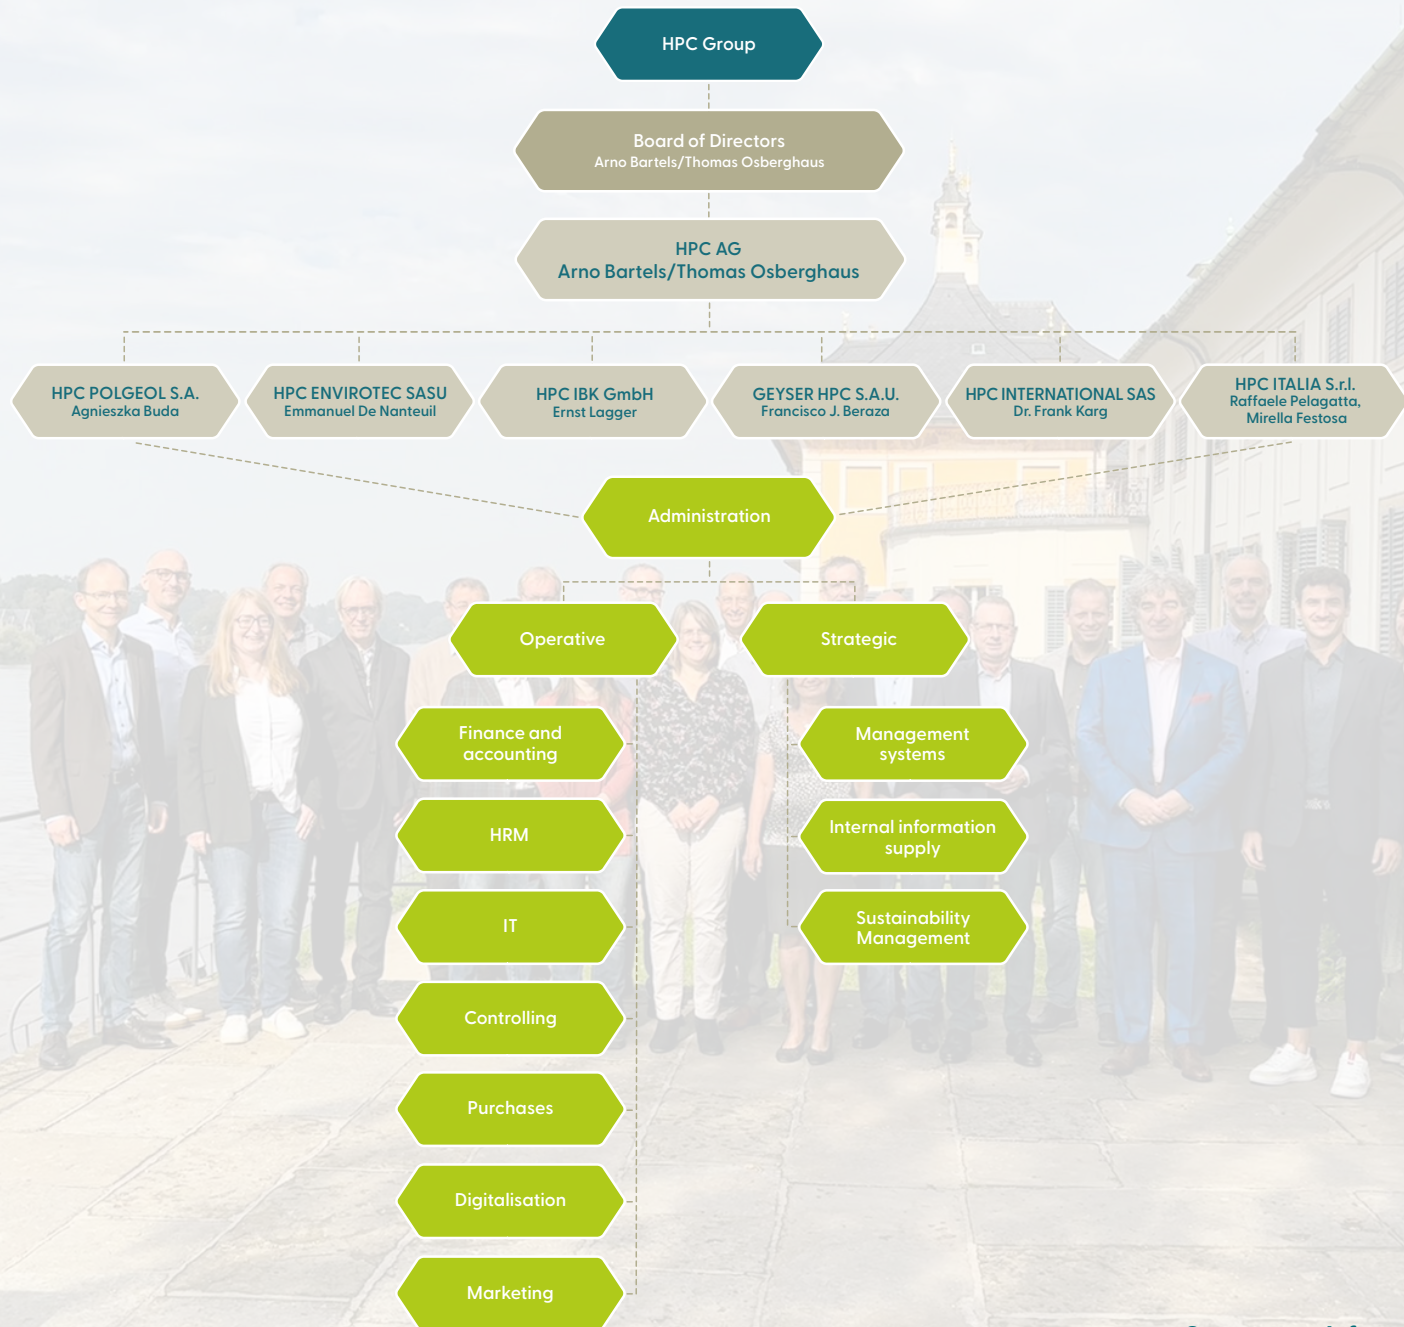 HPC Group
Board of Directors
Arno Bartels/Thomas Osberghaus
HPC AG
Arno Bartels/Thomas Osberghaus
HPC POLGEOL S.A.
Agnieszka Buda
HPC ENVIROTEC SASU
Emmanuel De Nanteuil
HPC IBK GmbH
Ernst Lagger
GEYSER HPC S.A.U.
Francisco J. Beraza
HPC INTERNATIONAL SAS
Dr. Frank Karg
HPC ITALIA S.r.l.
Raffaele Pelagatta,
Mirella Festosa
Administration
Operative
Strategic
Finance and
accounting
HRM
IT
Controlling
Purchases
Digitalisation
Marketing
Management
systems
Internal information
supply
Sustainability
Management